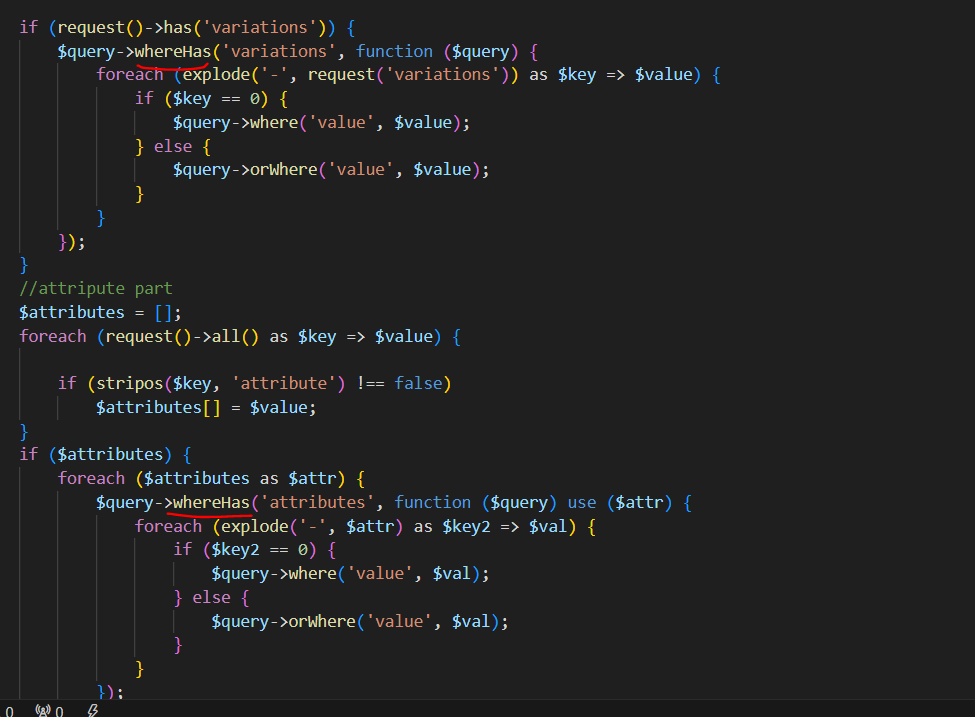 if (request()->has('variations')) {
$query->whereHas('variations', function ($query) {
foreach (explode('-', request('variations')) as $key => $value) {
if ($key == 0) {
$query->where('value', $value);
} else {
$query->orWhere('value', $value);
}
}
});
}
//attripute part
$attributes = [];
foreach (request()->all() as $key => $value) {
if (stripos($key, 'attribute') !== false)
$attributes[] = $value;
}
if ($attributes) {
foreach ($attributes as $attr) {
$query->whereHas('attributes', function ($query) use ($attr) {
foreach (explode('-', $attr) as $key2 => $val) {
if ($key2 == 0) {
$query->where('value', $val);
} else {
$query->orWhere('value', $val);
}
}
});
0 0